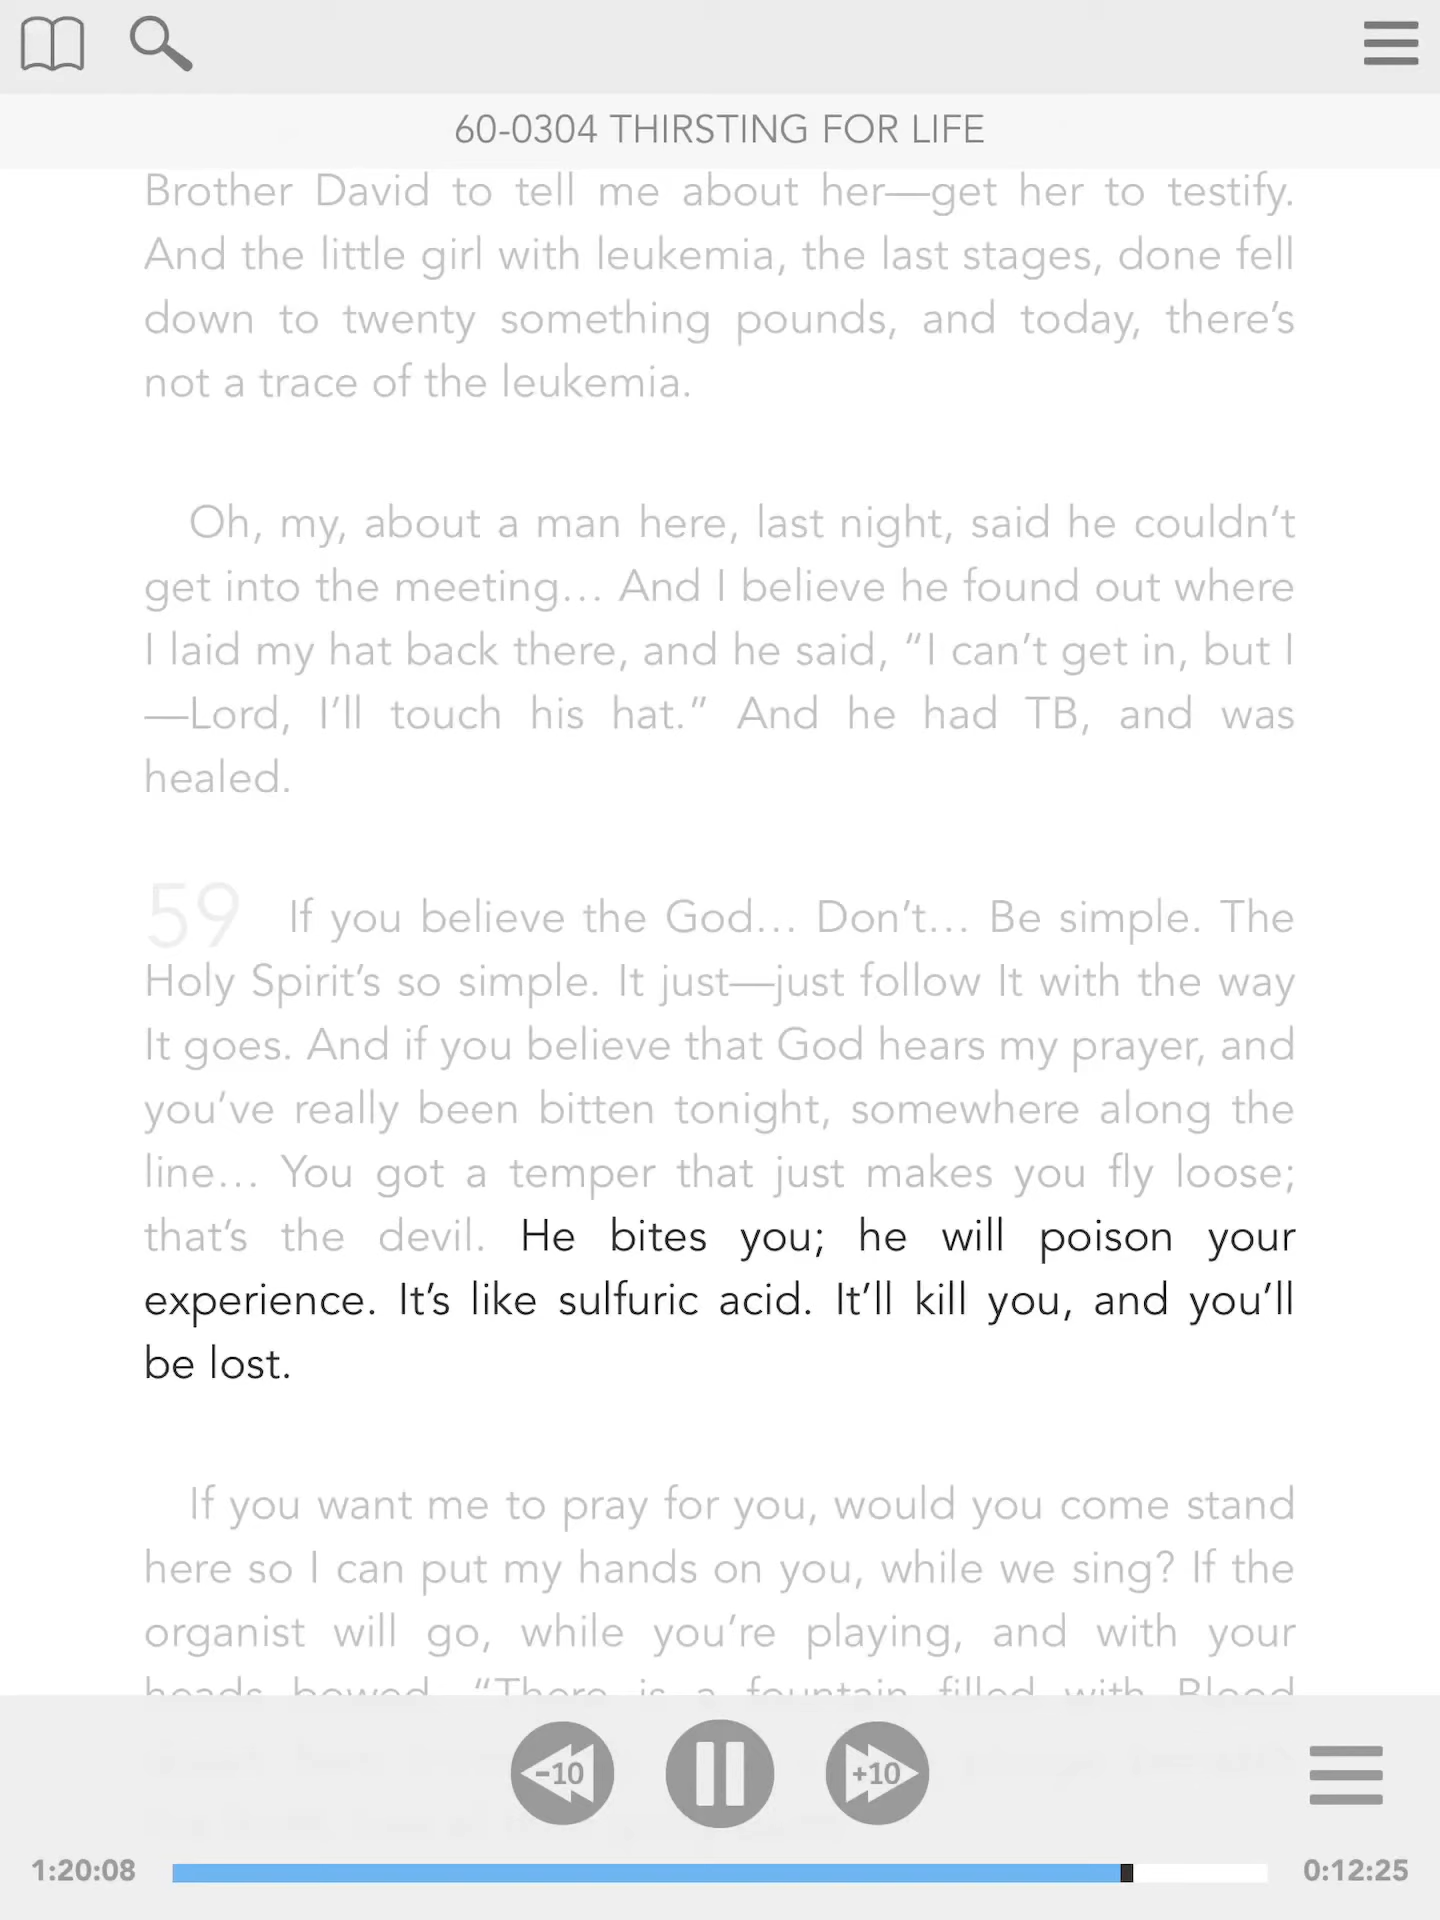 60-0304 THIRSTING FOR LIFE
Brother David to tell me about her—get her to testify.
And the little girl with leukemia, the last stages, done fell
down to twenty something pounds, and today, there’s
not a trace of the leukemia.
Oh, my, about a man here, last night, said he couldn’t
get into the meeting… And I believe he found out where
I laid my hat back there, and he said, “I can’t get in, but I
—Lord, I’ll touch his hat.” And he had TB, and was
healed.
59 If you believe the God… Don’t… Be simple. The
Holy Spirit’s so simple. It just—just follow It with the way
It goes. And if you believe that God hears my prayer, and
you’ve really been bitten tonight, somewhere along the
line… You got a temper that just makes you fly loose;
that’s the devil. He bites you; he will poison your
experience. It’s like sulfuric acid. It’ll kill you, and you’ll
be lost.
If you want me to pray for you, would you come stand
here so I can put my hands on you, while we sing? If the
organist will go, while you’re playing, and with your
heads bowed, “There is a fountain filled with Blood
-10 +10
1:20:08 0:12:25